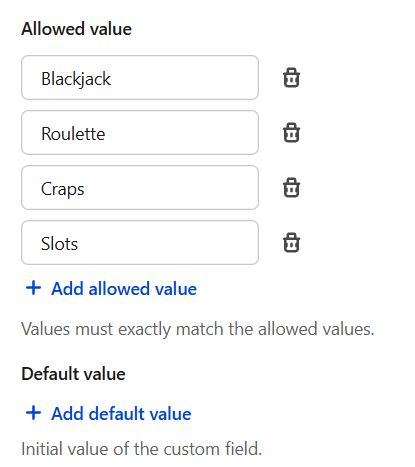 Allowed value
Blackjack
Roulette
Craps
Slots
+ Add allowed value
Values must exactly match the allowed values.
Default value
+ Add default value
Initial value of the custom field.